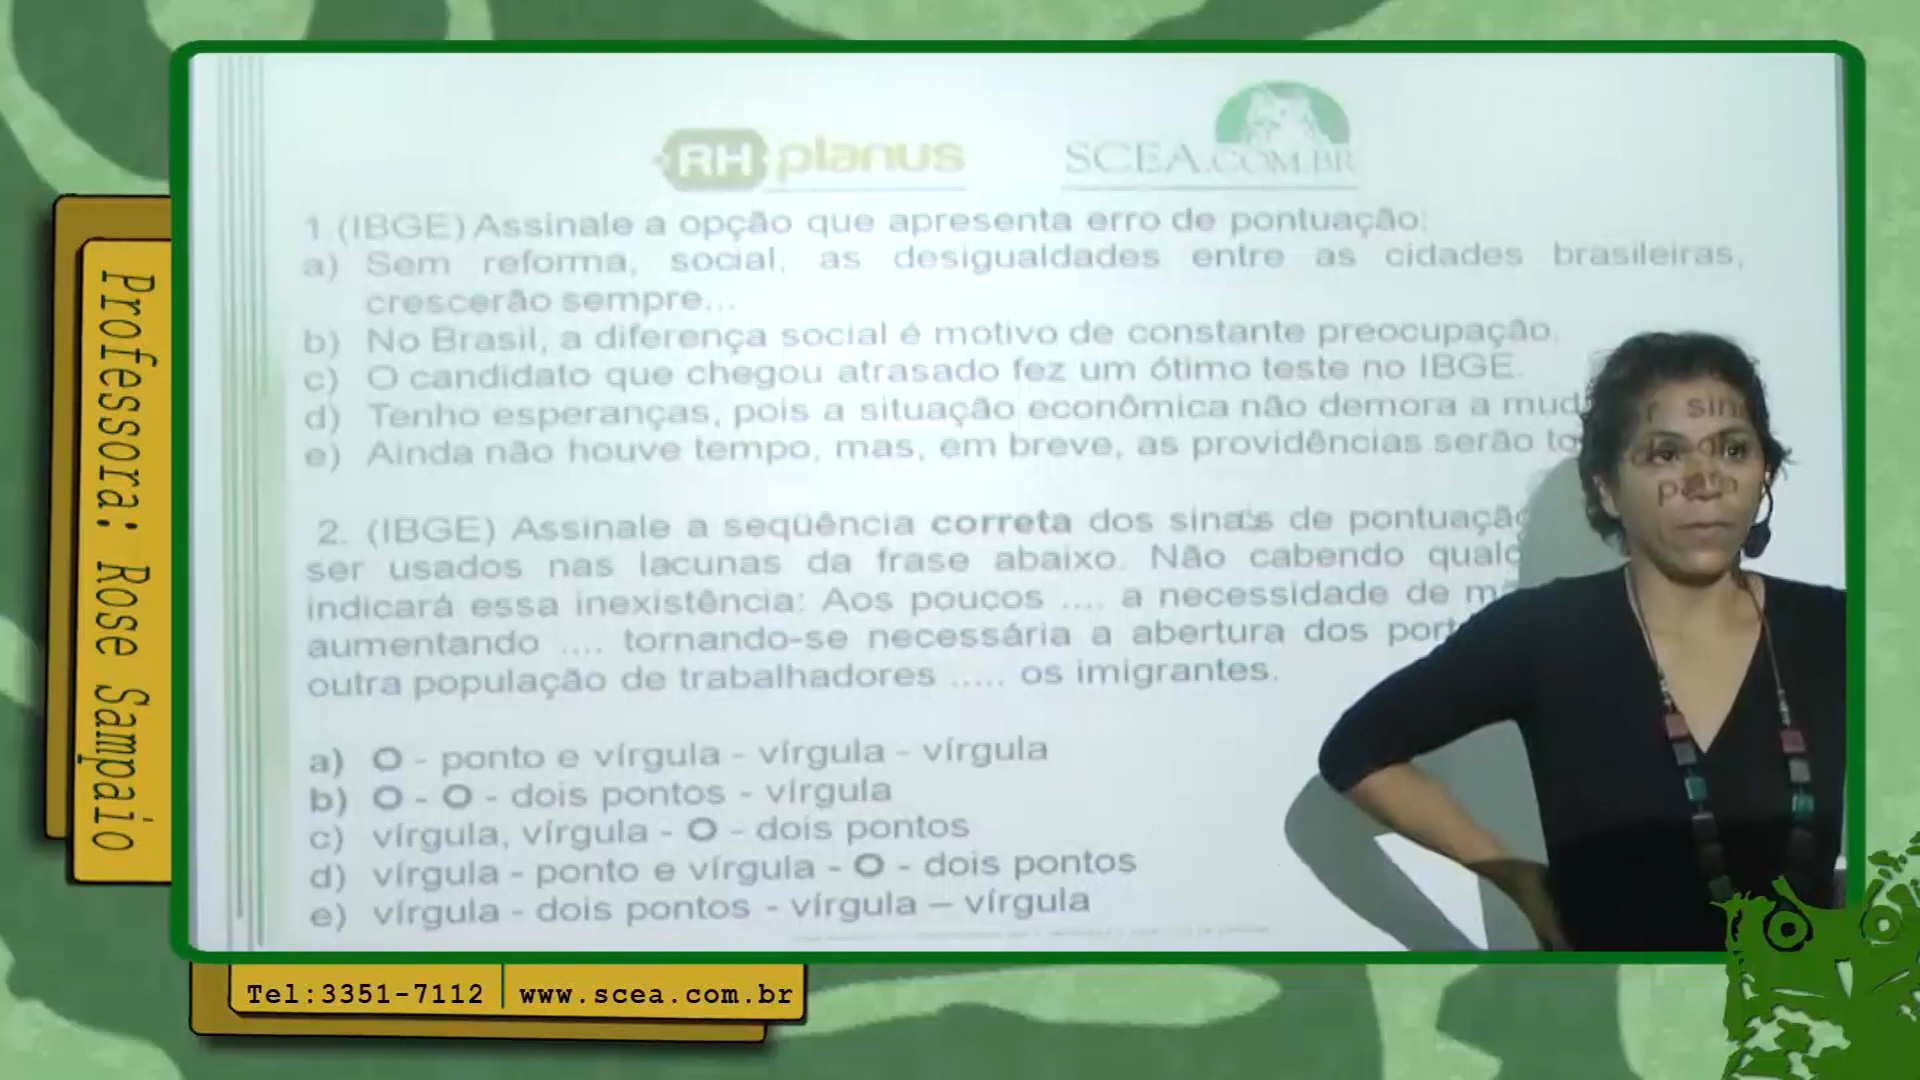 RH planus
SCEA.COM.BR
1 (IBGE) Assinale a opção que apresenta erro de pontuação:
a) Sem reforma, social, as desigualdades entre as cidades brasileiras,
crescerão sempre...
b) No Brasil, a diferença social é motivo de constante preocupação.
c) O candidato que chegou atrasado fez um ótimo teste no IBGE.
d) Tenho esperanças, pois a situação econômica não demora a mud
e) Ainda não houve tempo, mas, em breve, as providências serão to
2. (IBGE) Assinale a seqüência correta dos sinais de pontuaçã
ser usados nas lacunas da frase abaixo. Não cabendo qualq
indicará essa inexistência: Aos poucos .... a necessidade de m
aumentando .... tornando-se necessária a abertura dos port
outra população de trabalhadores ..... os imigrantes.
a) O - ponto e vírgula - vírgula - vírgula
b) O - O - dois pontos - vírgula
c) vírgula, vírgula - O - dois pontos
d) vírgula - ponto e vírgula - O - dois pontos
e) vírgula - dois pontos - vírgula – vírgula
Professora: Rose Sampaio
Tel:3351-7112 www.scea.com.br